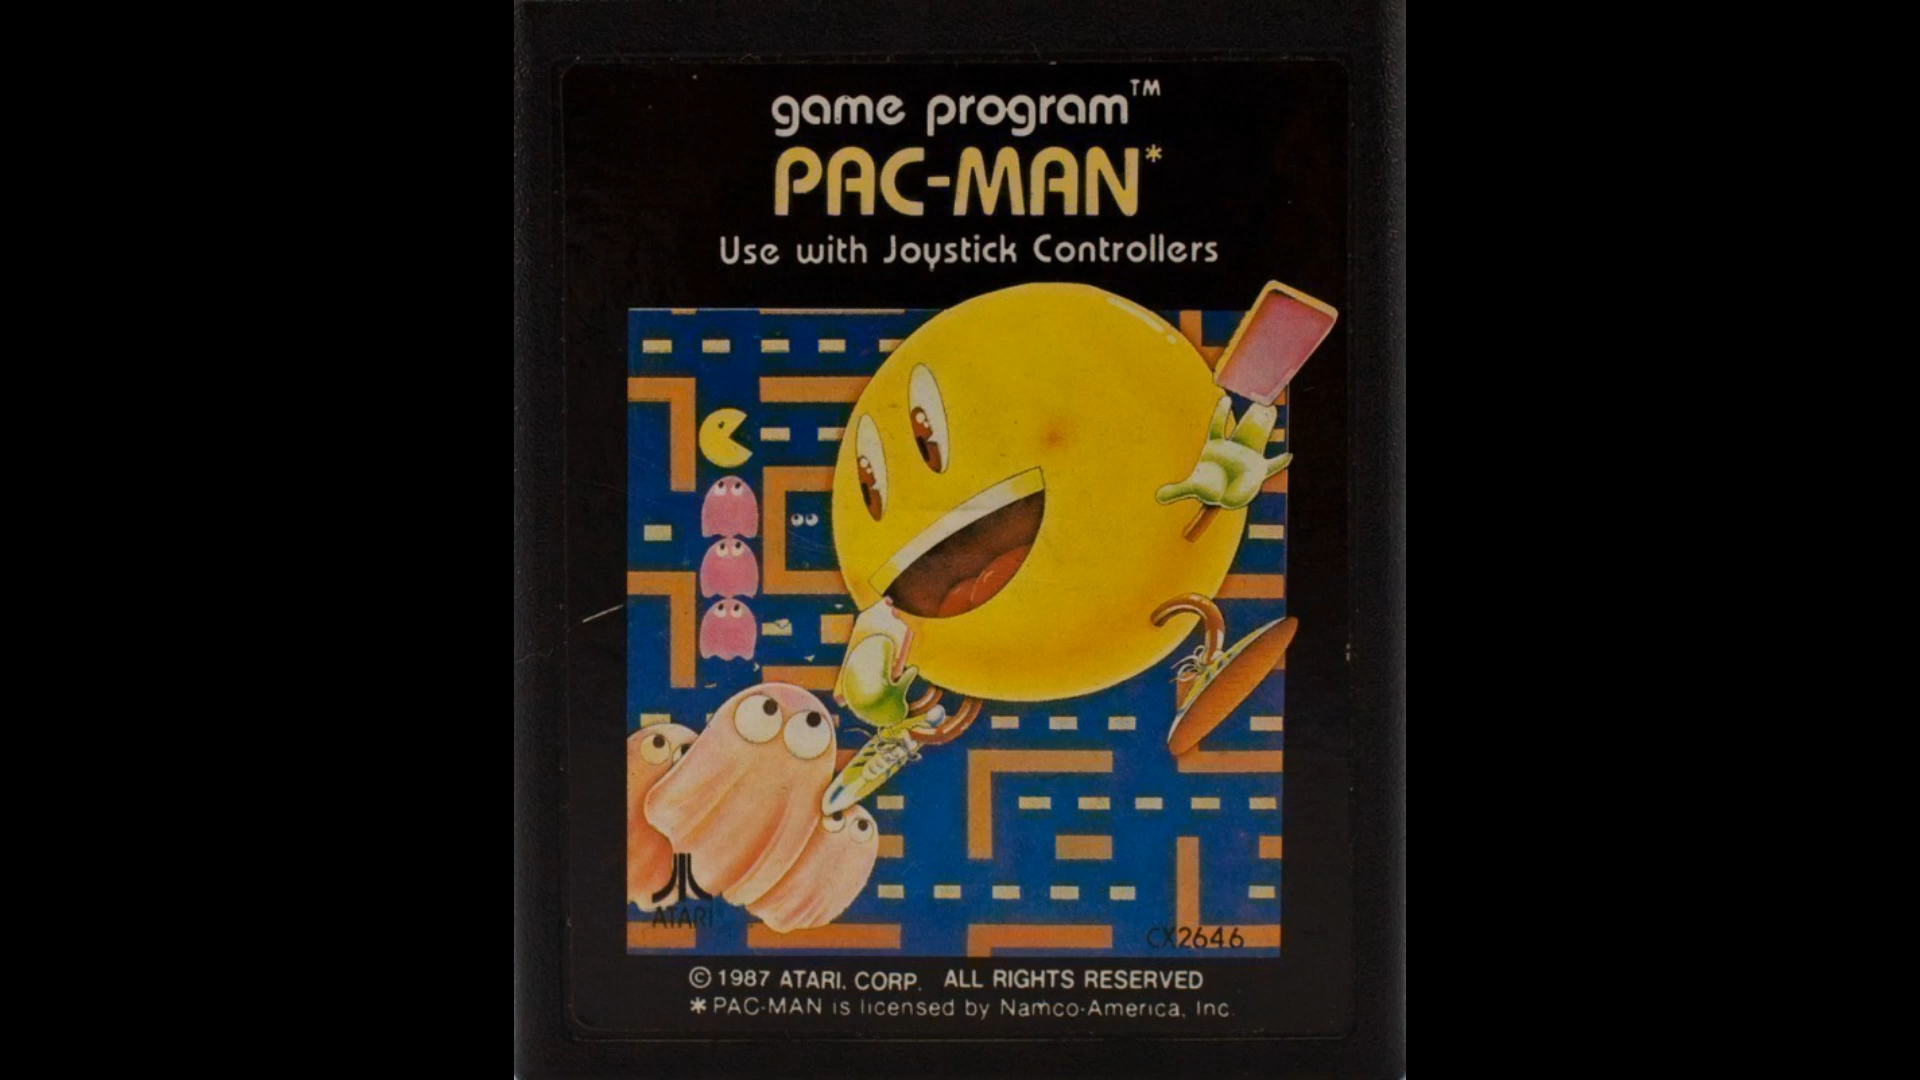 game program™
PAC-MAN*
Use with Joystick Controllers
ATARI
CX2646
© 1987 ATARI. CORP. ALL RIGHTS RESERVED
* PAC-MAN is licensed by Namco-America, Inc.